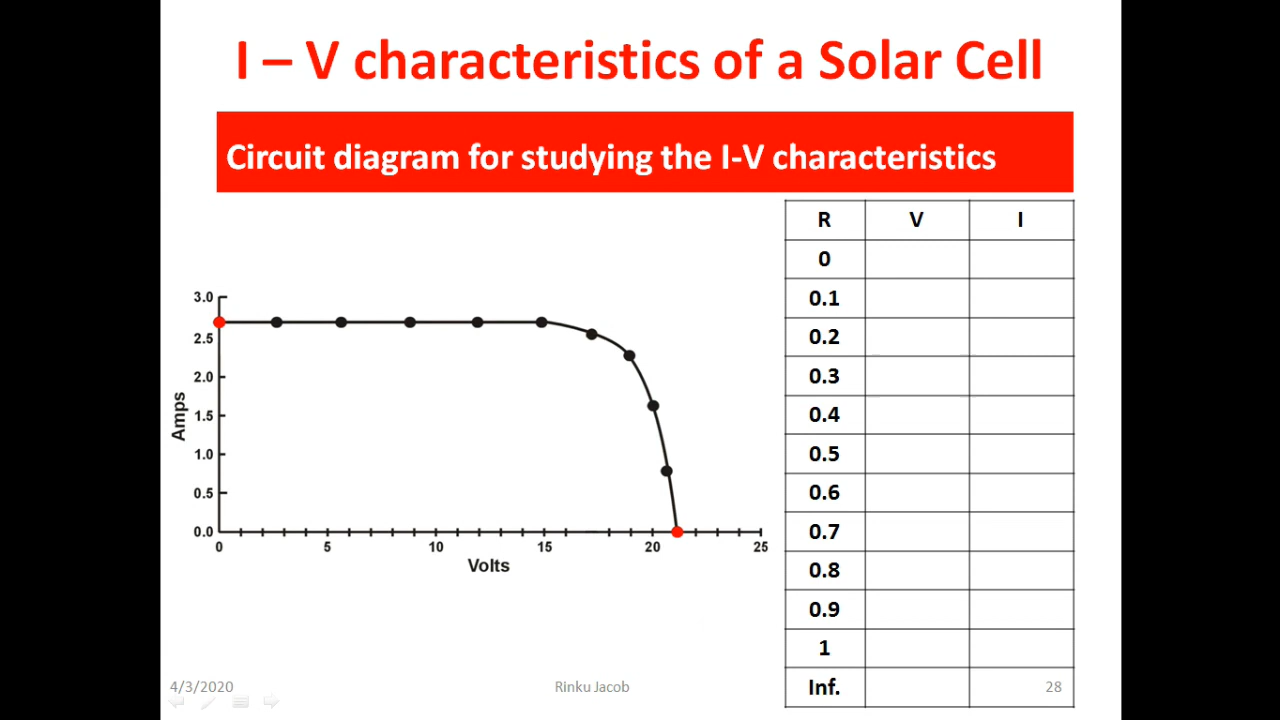 I – V characteristics of a Solar Cell
Circuit diagram for studying the I-V characteristics
3.0
2.5
2.0
1.5
1.0
0.5
0.0
Amps
0 5 10 15 20 25
Volts
R V I
0
0.1
0.2
0.3
0.4
0.5
0.6
0.7
0.8
0.9
1
Inf.
4/3/2020 Rinku Jacob 28